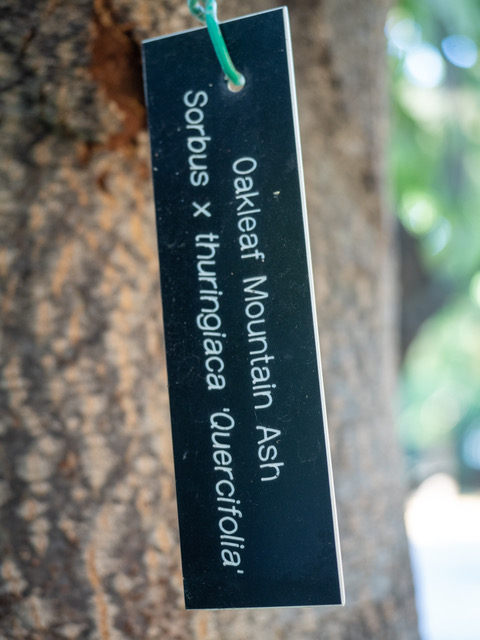 Oakleaf Mountain Ash
Sorbus x thuringiaca 'Quercifolia'